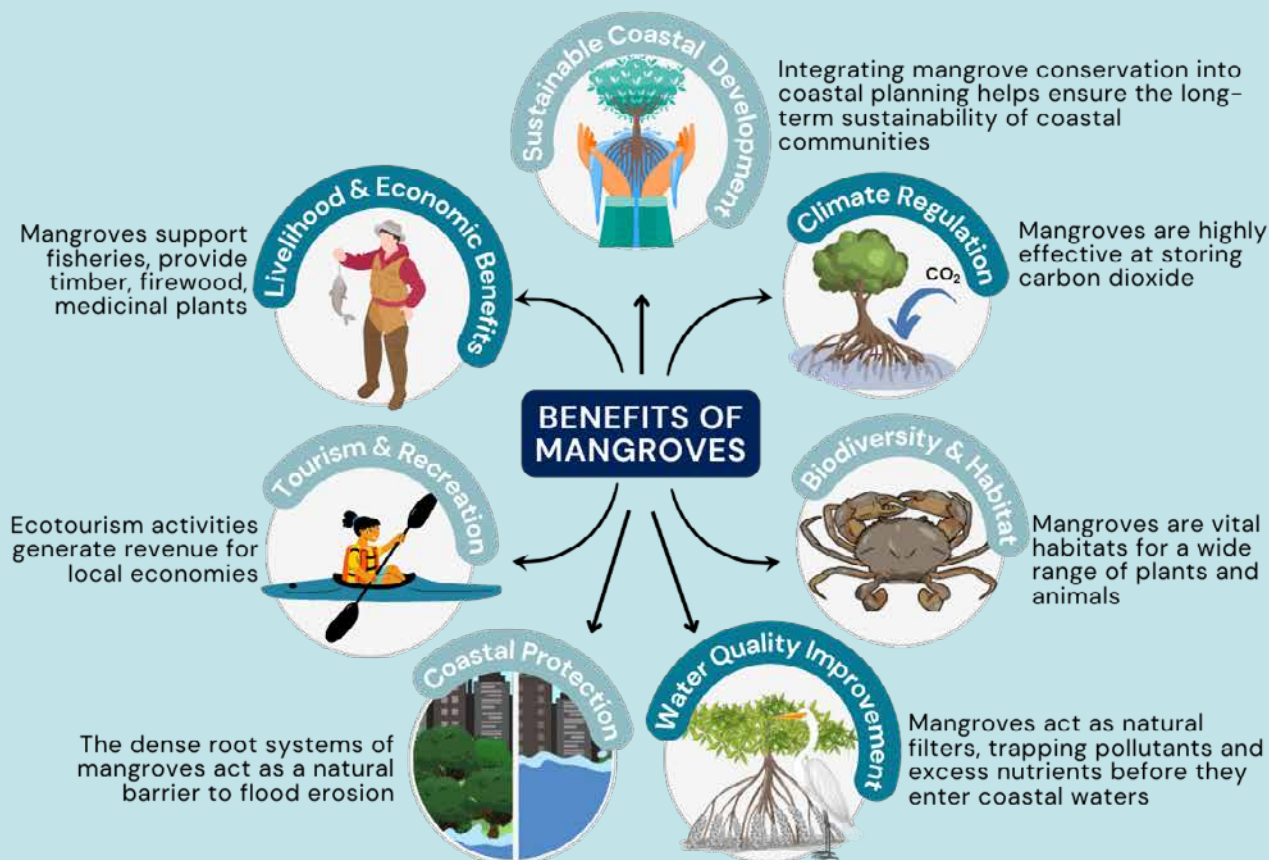 Sustainable Coastal Development
Integrating mangrove conservation into
coastal planning helps ensure the long-
term sustainability of coastal
communities
Livelihood & Economic Benefits
Mangroves support
fisheries, provide
timber, firewood,
medicinal plants
Climate Regulation
CO₂
Mangroves are highly
effective at storing
carbon dioxide
BENEFITS OF
MANGROVES
Tourism & Recreation
Ecotourism activities
generate revenue for
local economies
Biodiversity & Habitat
Mangroves are vital
habitats for a wide
range of plants and
animals
Coastal Protection
The dense root systems of
mangroves act as a natural
barrier to flood erosion
Water Quality Improvement
Mangroves act as natural
filters, trapping pollutants and
excess nutrients before they
enter coastal waters